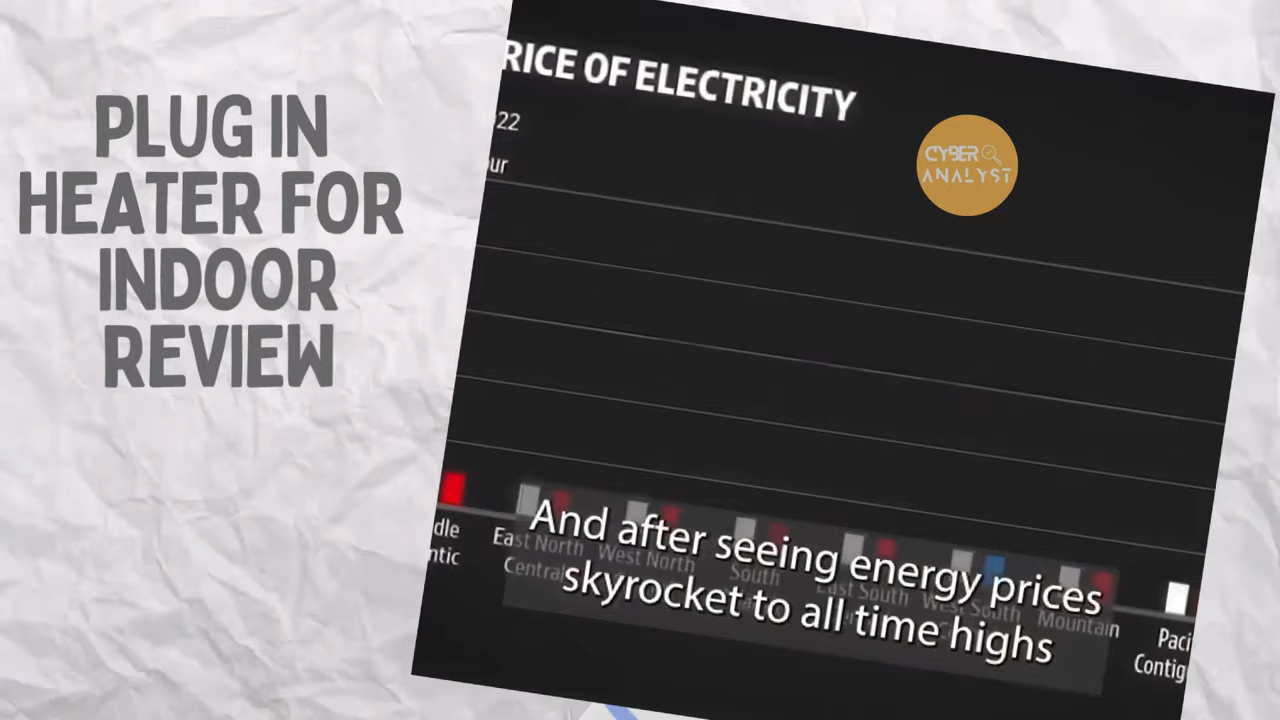 PLUG IN
HEATER FOR
INDOOR
REVIEW
RICE OF ELECTRICITY
22
ur
CYBER
ANALYST
dle
ntic
East North
Central
West North
South
East South
West South
Mountain
Paci
Contig
And after seeing energy prices
skyrocket to all time highs